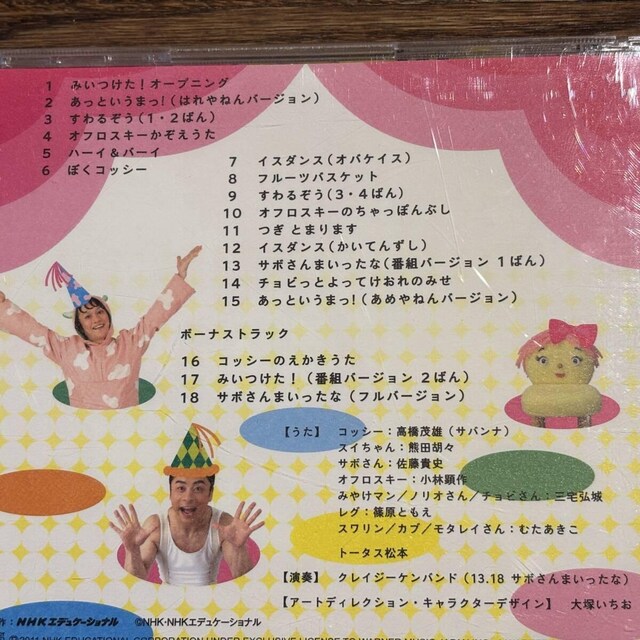 1 みいつけた！オープニング
2 あっというまっ！（はれやねんバージョン）
3 すわるぞう（1・2ばん）
4 オフロスキーかぞえうた
5 ハーイ＆バーイ
6 ぼくコッシー
7 イスダンス（オバケイス）
8 フルーツバスケット
9 すわるぞう（3・4ばん）
10 オフロスキーのちゃっぽんぶし
11 つぎ とまります
12 イスダンス（かいてんずし）
13 サボさんまいったな（番組バージョン 1ばん）
14 チョビっとよってけおれのみせ
15 あっというまっ！（あめやねんバージョン）
ボーナストラック
16 コッシーのえかきうた
17 みいつけた！（番組バージョン 2ばん）
18 サボさんまいったな（フルバージョン）
【うた】 コッシー：高橋茂雄（サバンナ）
スイちゃん：熊田胡々
サボさん：佐藤貴史
オフロスキー：小林顕作
みやけマン／ノリオさん／チョビさん：三宅弘城
レグ：篠原ともえ
スワリン／カブ／モタレイさん：むたあきこ
トータス松本
【演奏】 クレイジーケンバンド（13.18 サボさんまいったな）
【アートディレクション・キャラクターデザイン】 大塚いちお
作：NHKエデュケーショナル ©NHK・NHKエデュケーショナル
2011 NHK EDUCATIONAL CORPORATION UNDER EXCLUSIVE LICENSE TO WARNER MUSIC